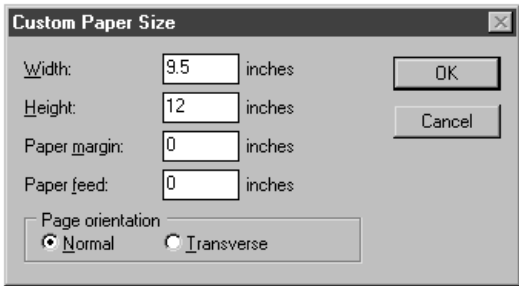 Custom Paper Size
Width: 9.5 inches OK
Height: 12 inches Cancel
Paper margin: 0 inches
Paper feed: 0 inches
Page orientation
Normal Transverse